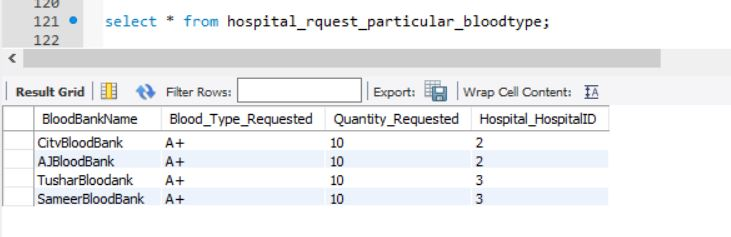 120
121 select * from hospital_rquest_particular_bloodtype;
122
Result Grid Filter Rows: Export: Wrap Cell Content:
BloodBankName Blood_Type_Requested Quantity_Requested Hospital_HospitalID
CityBloodBank A+ 10 2
AJBloodBank A+ 10 2
TusharBloodank A+ 10 3
SameerBloodBank A+ 10 3